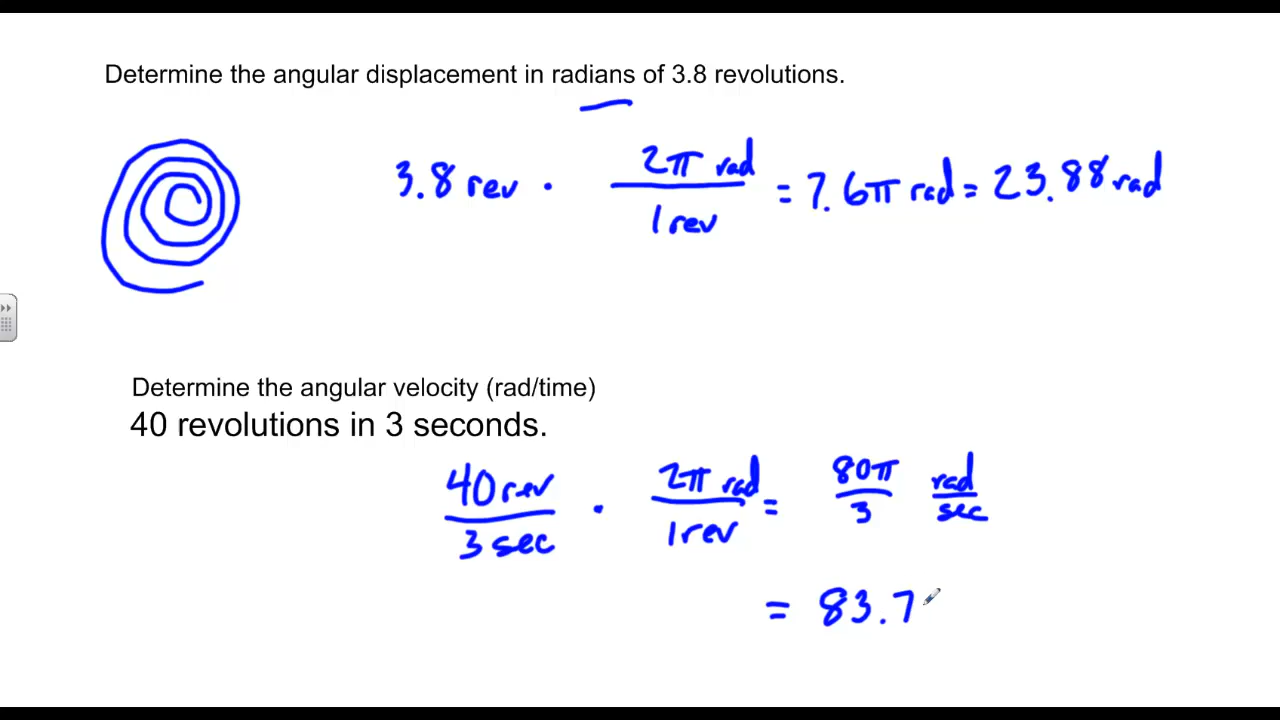 Determine the angular displacement in radians of 3.8 revolutions.
3.8 rev · 2π rad / 1 rev = 7.6π rad = 23.88 rad
Determine the angular velocity (rad/time)
40 revolutions in 3 seconds.
40 rev / 3 sec · 2π rad / 1 rev = 80π / 3 rad / sec
= 83.7